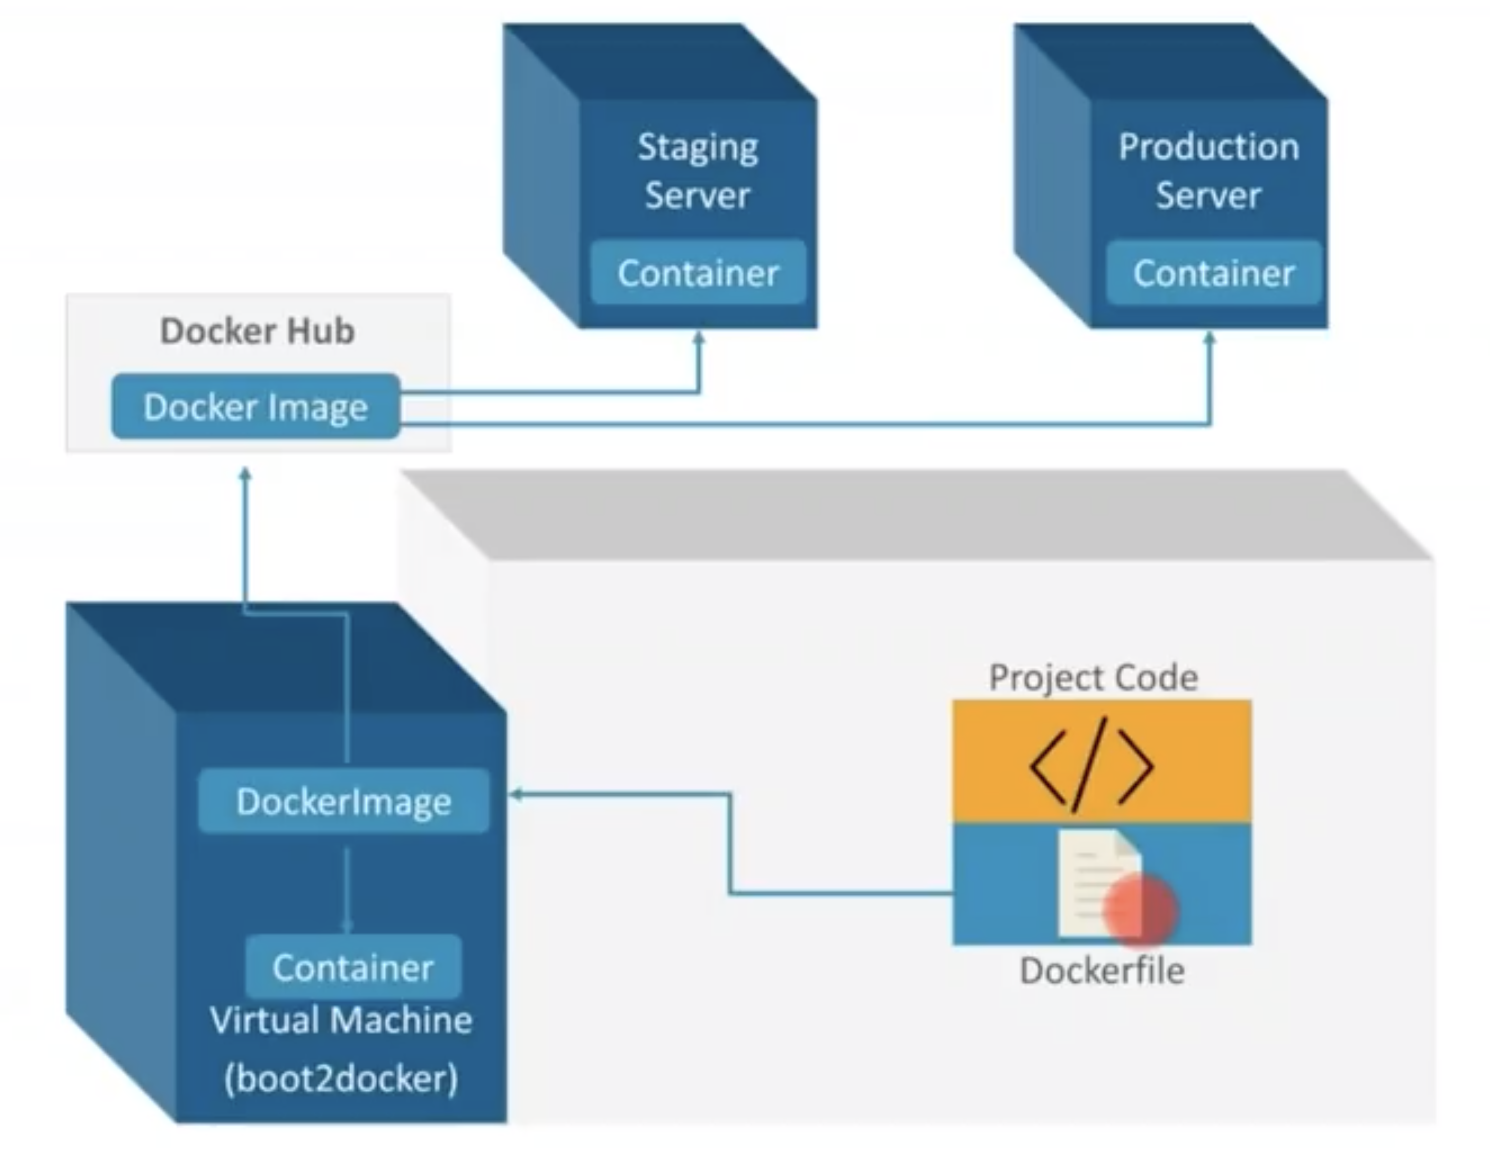 Staging
Server
Container
Production
Server
Container
Docker Hub
Docker Image
Project Code
</>
Dockerfile
DockerImage
Container
Virtual Machine
(boot2docker)